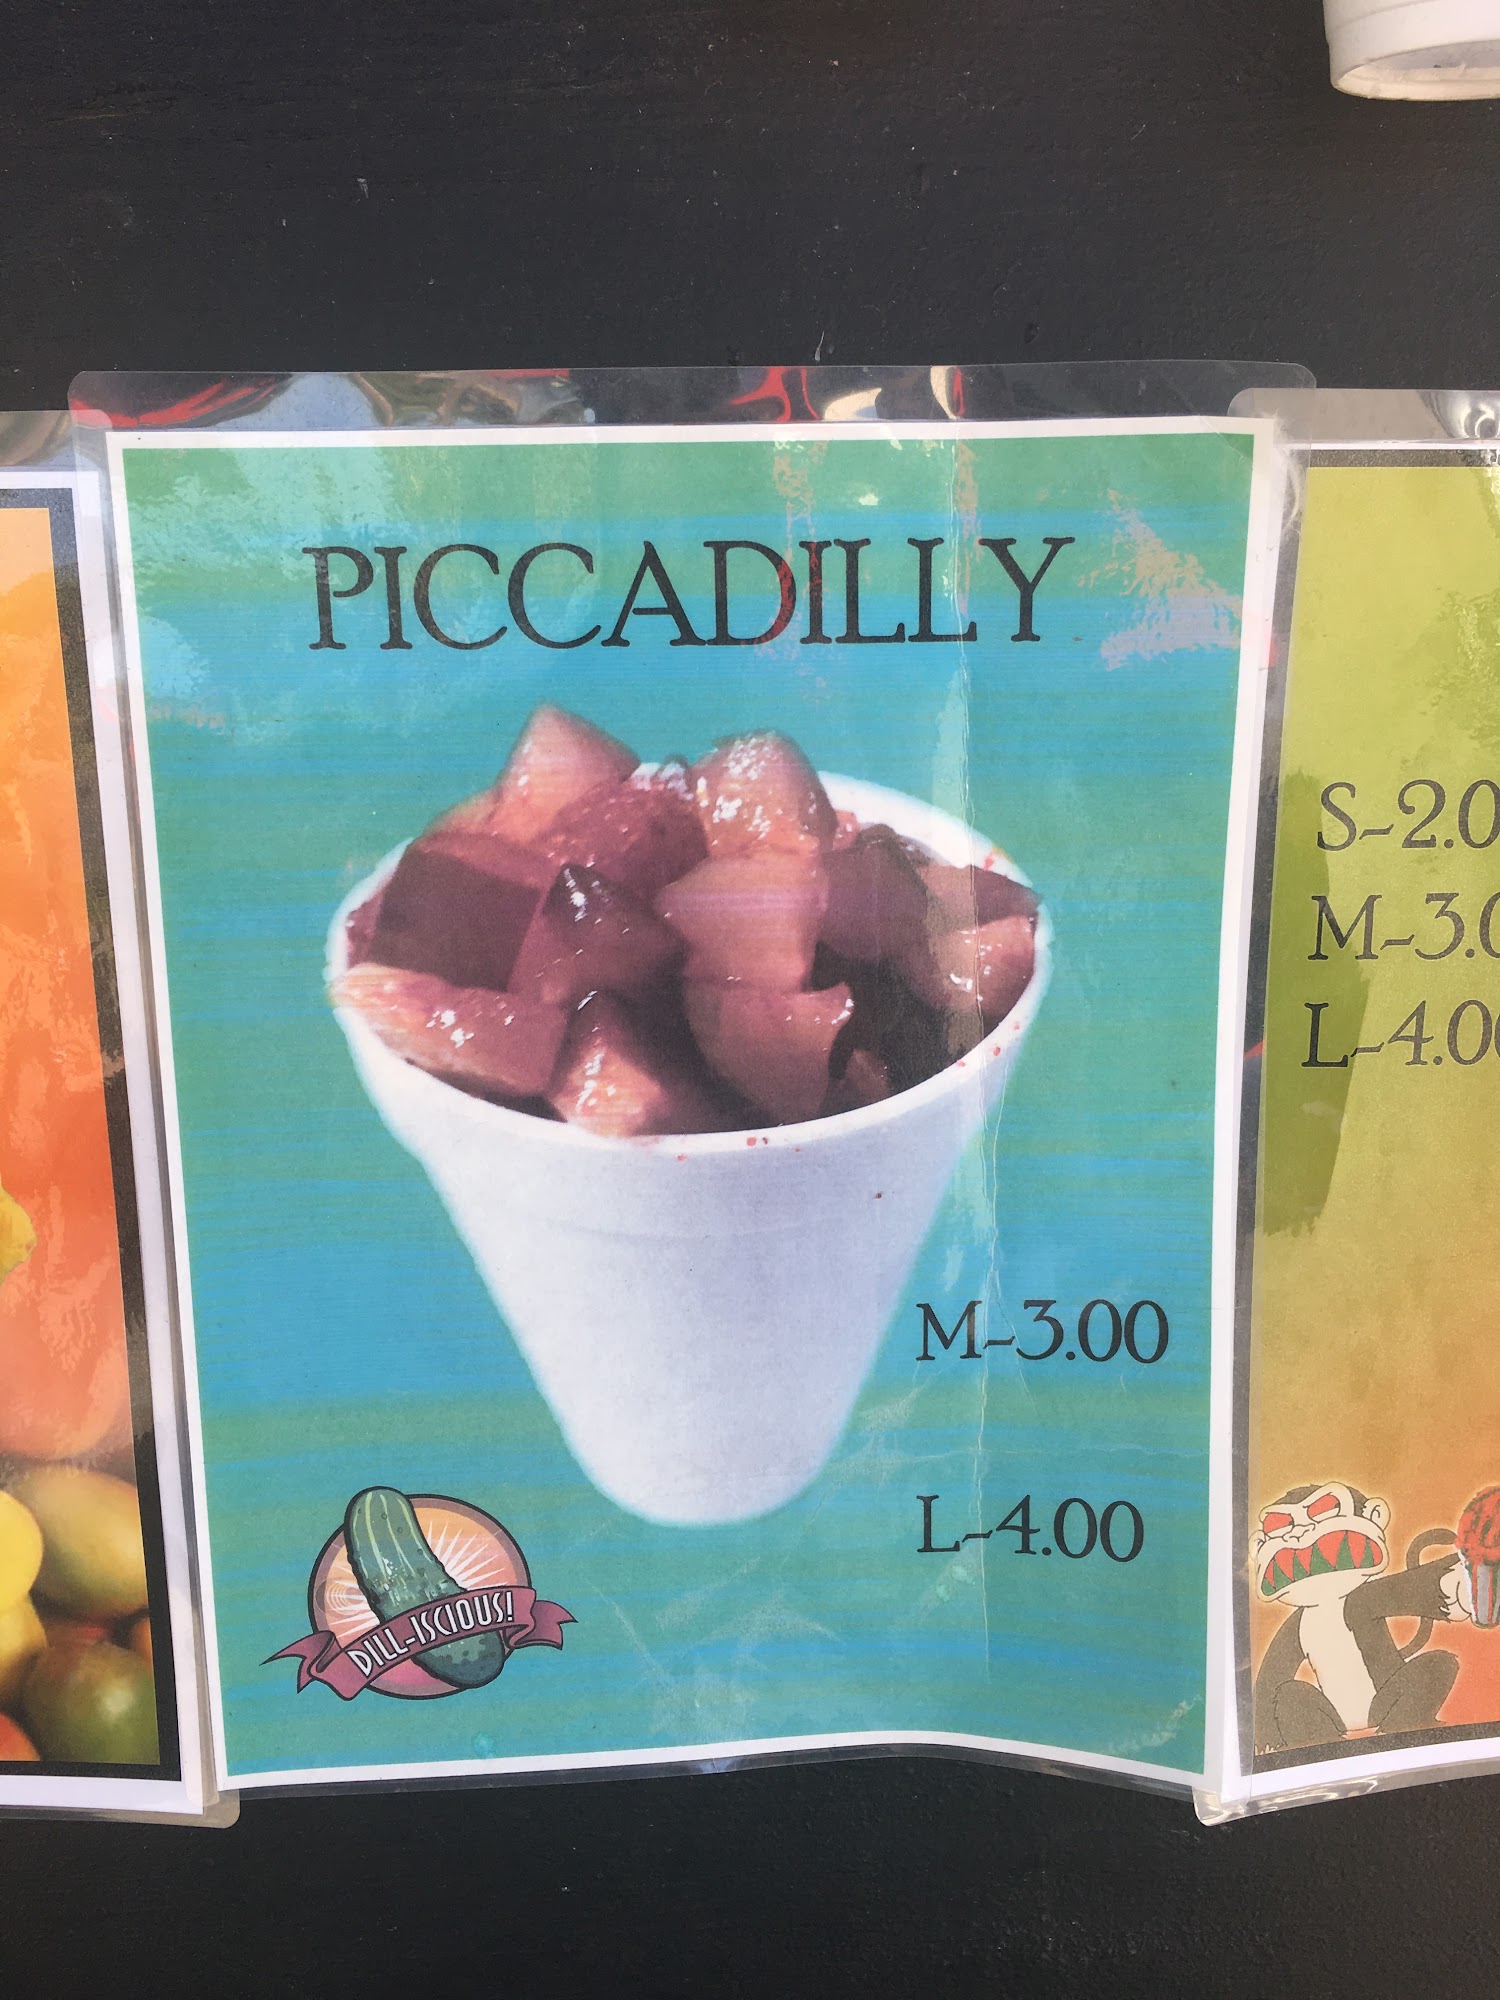 PICCADILLY
M-3.00
L-4.00
DILL-ISCIOUS!
S-2.0
M-3.0
L-4.00